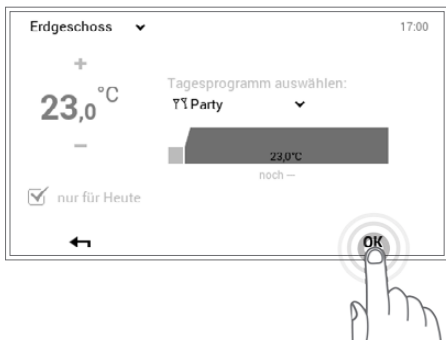 Erdgeschoss
17:00
+
23,0 °C
−
Tagesprogramm auswählen:
Party
23,0°C
noch --
nur für Heute
OK